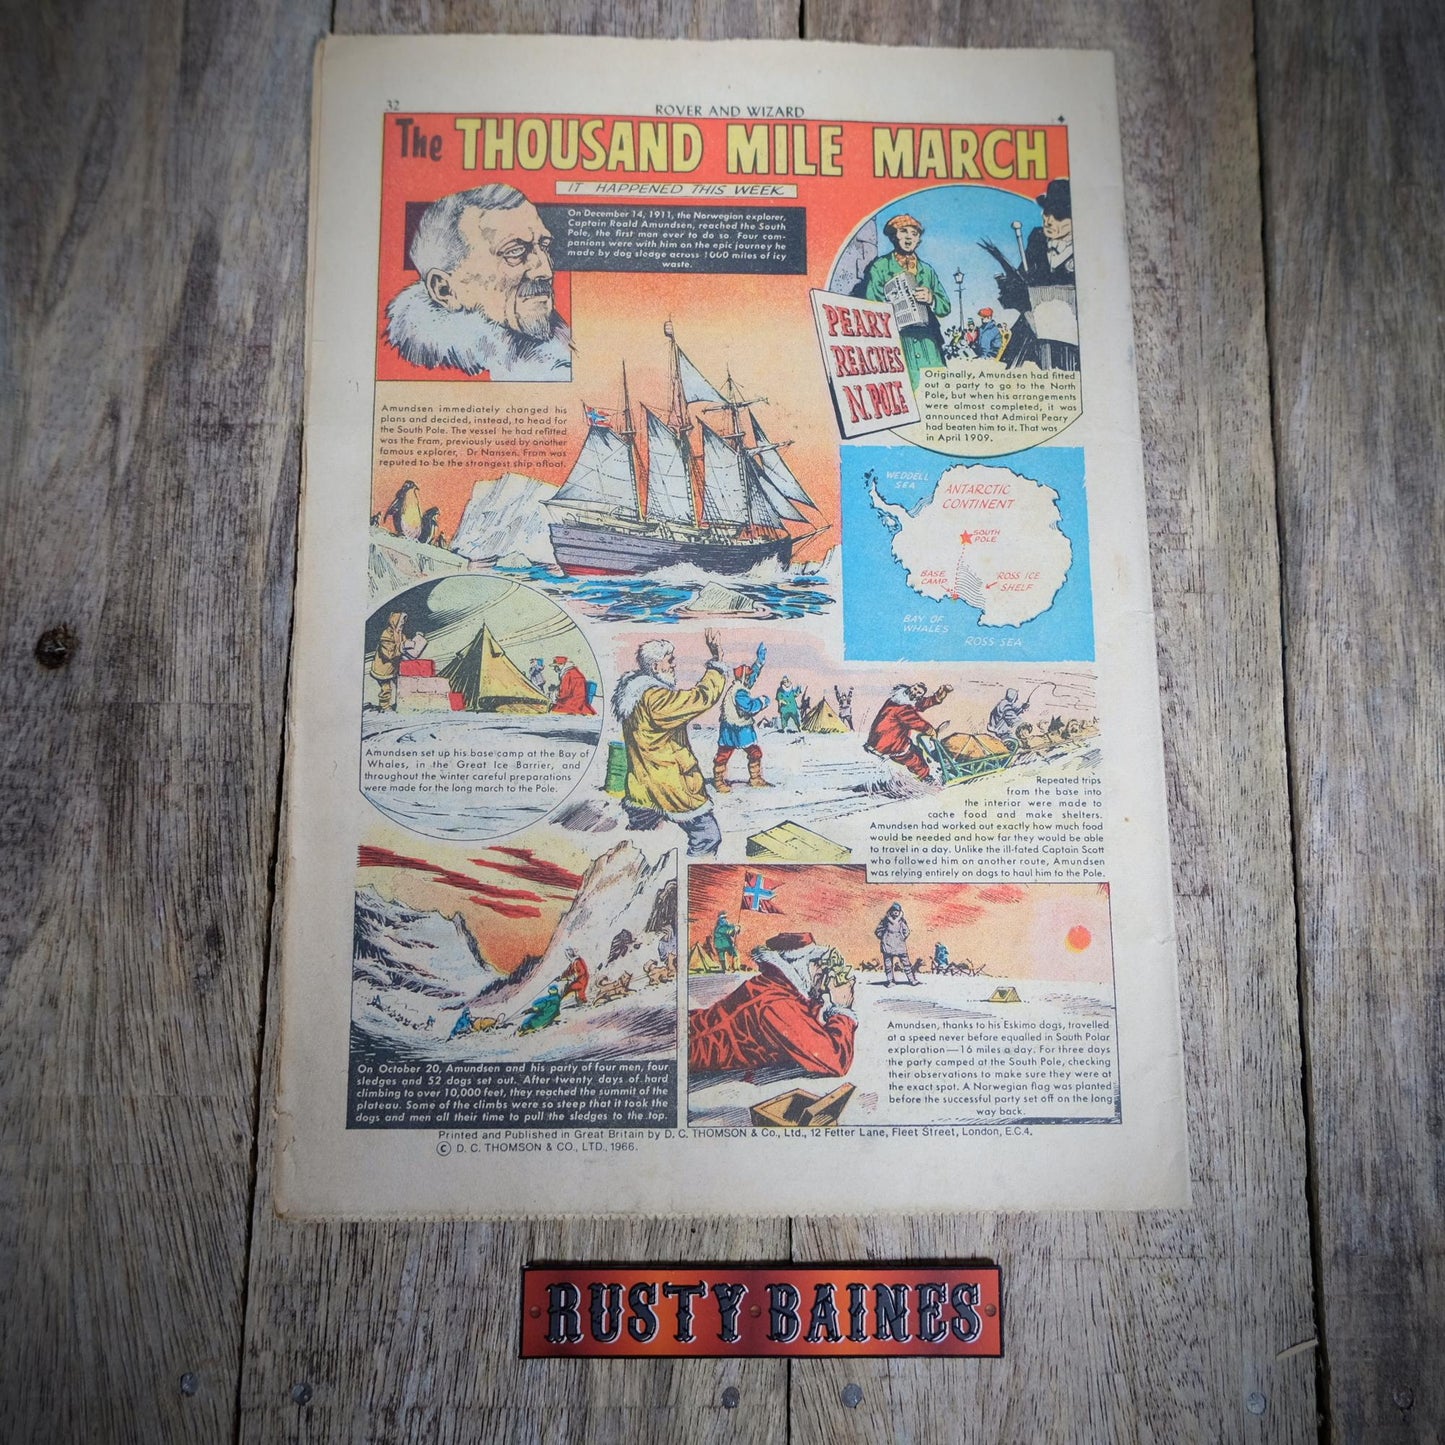 32
ROVER AND WIZARD
The THOUSAND MILE MARCH
IT HAPPENED THIS WEEK
On December 14, 1911, the Norwegian explorer,
Captain Roald Amundsen, reached the South
Pole, the first man ever to do so. Four com-
panions were with him on the epic journey he
made by dog sledge across 1000 miles of icy
waste.
PEARY
REACHES
N. POLE
Originally, Amundsen had fitted
out a party to go to the North
Pole, but when his arrangements
were almost completed, it was
announced that Admiral Peary
had beaten him to it. That was
in April 1909.
Amundsen immediately changed his
plans and decided, instead, to head for
the South Pole. The vessel he had refitted
was the Fram, previously used by another
famous explorer, Dr Nansen. Fram was
reputed to be the strongest ship afloat.
WEDDELL
SEA
ANTARCTIC
CONTINENT
SOUTH
POLE
BASE
CAMP
ROSS ICE
SHELF
BAY OF
WHALES
ROSS SEA
Amundsen set up his base camp at the Bay of
Whales, in the Great Ice Barrier, and
throughout the winter careful preparations
were made for the long march to the Pole.
Repeated trips
from the base into
the interior were made to
cache food and make shelters.
Amundsen had worked out exactly how much food
would be needed and how far they would be able
to travel in a day. Unlike the ill-fated Captain Scott
who followed him on another route, Amundsen
was relying entirely on dogs to haul him to the Pole.
On October 20, Amundsen and his party of four men, four
sledges and 52 dogs set out. After twenty days of hard
climbing to over 10,000 feet, they reached the summit of the
plateau. Some of the climbs were so steep that it took the
dogs and men all their time to pull the sledges to the top.
Amundsen, thanks to his Eskimo dogs, travelled
at a speed never before equalled in South Polar
exploration—16 miles a day. For three days
the party camped at the South Pole, checking
their observations to make sure they were at
the exact spot. A Norwegian flag was planted
before the successful party set off on the long
way back.
Printed and Published in Great Britain by D. C. THOMSON & Co., Ltd., 12 Fetter Lane, Fleet Street, London, E.C.4.
© D. C. THOMSON & CO., LTD., 1966.
RUSTY BAINES